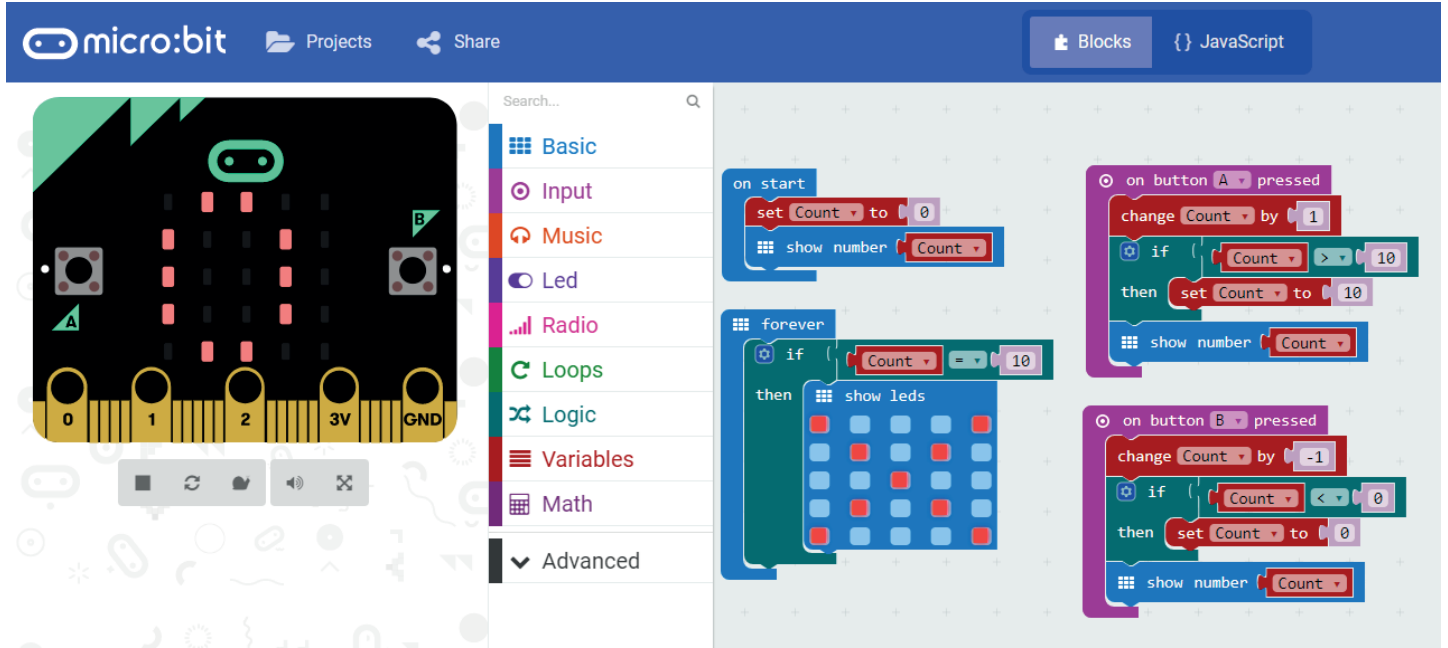 micro:bit Projects Share Blocks { } JavaScript
B
A
0 1 2 3V GND
Search...
Basic
Input
Music
Led
Radio
Loops
Logic
Variables
Math
Advanced
on start
set Count to 0
show number Count
forever
if Count = 10
then show leds
on button A pressed
change Count by 1
if Count > 10
then set Count to 10
show number Count
on button B pressed
change Count by -1
if Count < 0
then set Count to 0
show number Count